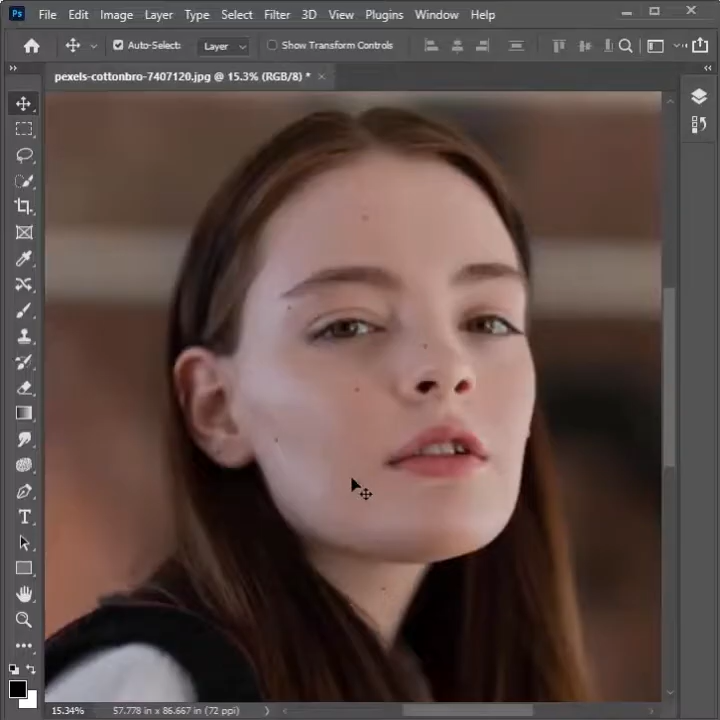 Ps File Edit Image Layer Type Select Filter 3D View Plugins Window Help
Auto-Select: Layer Show Transform Controls
pexels-cottonbro-7407120.jpg @ 15.3% (RGB/8) *
T
15.34% 57.778 in x 86.667 in (72 ppi)